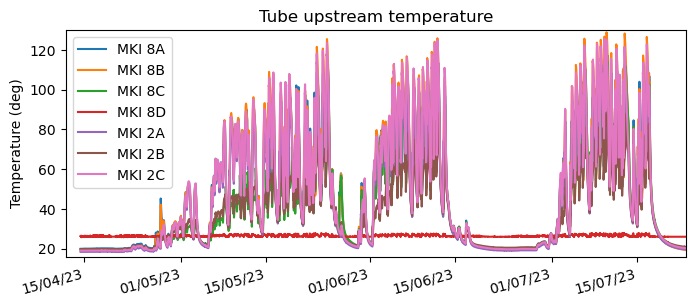 Tube upstream temperature
Temperature (deg)
120
100
80
60
40
20
MKI 8A
MKI 8B
MKI 8C
MKI 8D
MKI 2A
MKI 2B
MKI 2C
15/04/23
01/05/23
15/05/23
01/06/23
15/06/23
01/07/23
15/07/23